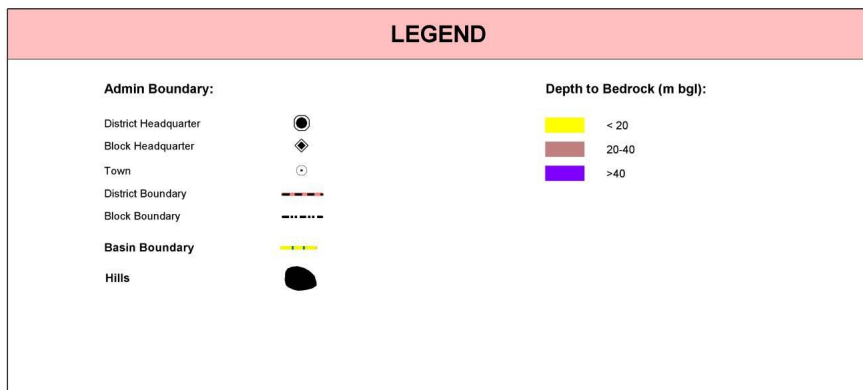 LEGEND
Admin Boundary:
District Headquarter
Block Headquarter
Town
District Boundary
Block Boundary
Basin Boundary
Hills
Depth to Bedrock (m bgl):
< 20
20-40
>40